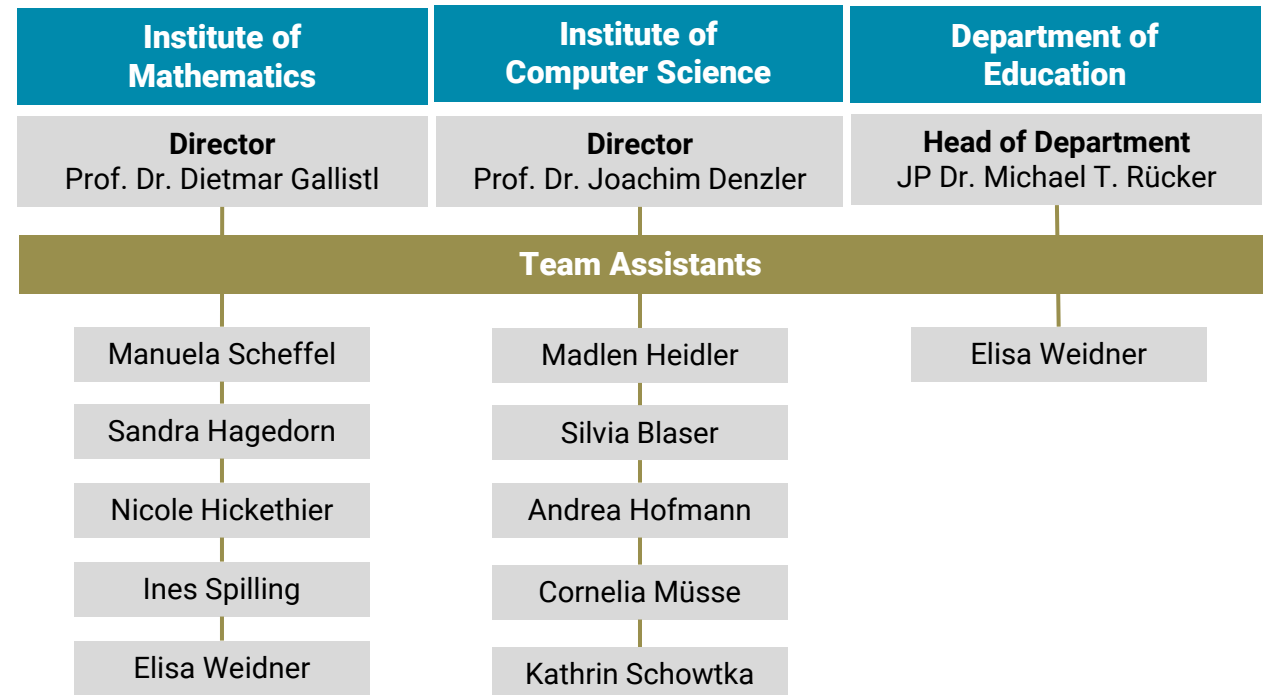 Institute of
Mathematics
Institute of
Computer Science
Department of
Education
Director
Prof. Dr. Dietmar Gallistl
Director
Prof. Dr. Joachim Denzler
Head of Department
JP Dr. Michael T. Rücker
Team Assistants
Manuela Scheffel
Sandra Hagedorn
Nicole Hickethier
Ines Spilling
Elisa Weidner
Madlen Heidler
Silvia Blaser
Andrea Hofmann
Cornelia Müsse
Kathrin Schowtka
Elisa Weidner